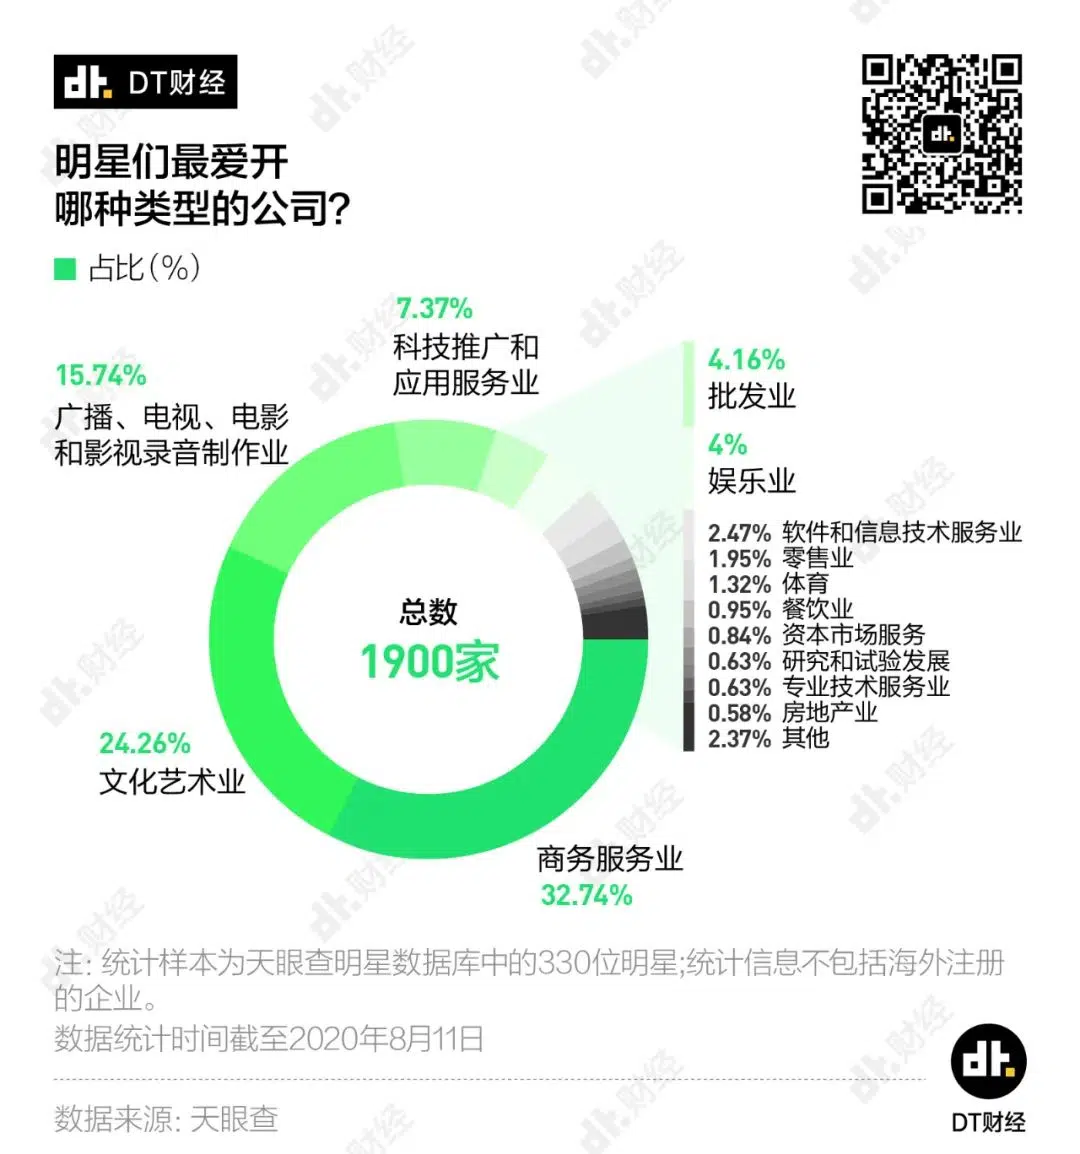 dt. DT财经
明星们最爱开
哪种类型的公司?
占比(%)
7.37%
科技推广和
应用服务业
15.74%
广播、电视、电影
和影视录音制作业
4.16%
批发业
4%
娱乐业
2.47% 软件和信息技术服务业
1.95% 零售业
1.32% 体育
0.95% 餐饮业
0.84% 资本市场服务
0.63% 研究和试验发展
0.63% 专业技术服务业
0.58% 房地产业
2.37% 其他
总数
1900家
24.26%
文化艺术业
商务服务业
32.74%
注: 统计样本为天眼查明星数据库中的330位明星;统计信息不包括海外注册
的企业。
数据统计时间截至2020年8月11日
数据来源: 天眼查
dt.
DT财经